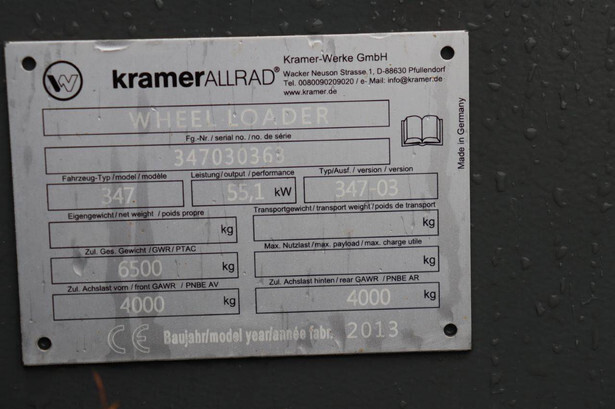 Kramer-Werke GmbH
kramerALLRAD®
Wacker Neuson Strasse.1, D-88630 Pfullendorf
Tel. 0080090209020 / e- Mail: info@kramer.de
www.kramer.de
WHEEL LOADER
Fg.-Nr./ serial no./ no. de série
347030363
Made in Germany
Fahrzeug-Typ / model / modèle
Leistung / output / performance
Typ/Ausf. / version / version
347
55,1 kW
347-03
Eigengewicht / net weight / poids propre
Transportgewicht / transport weight / poids de transport
kg
kg
Zul. Ges. Gewicht / GWR/ PTAC
Max. Nutzlast / max. payload / max. charge utile
6500 kg
kg
Zul. Achslast vorn / front GAWR / PNBE AV
Zul. Achslast hinten / rear GAWR / PNBE AR
4000 kg
4000 kg
CE Baujahr/model year/année fabr. 2013